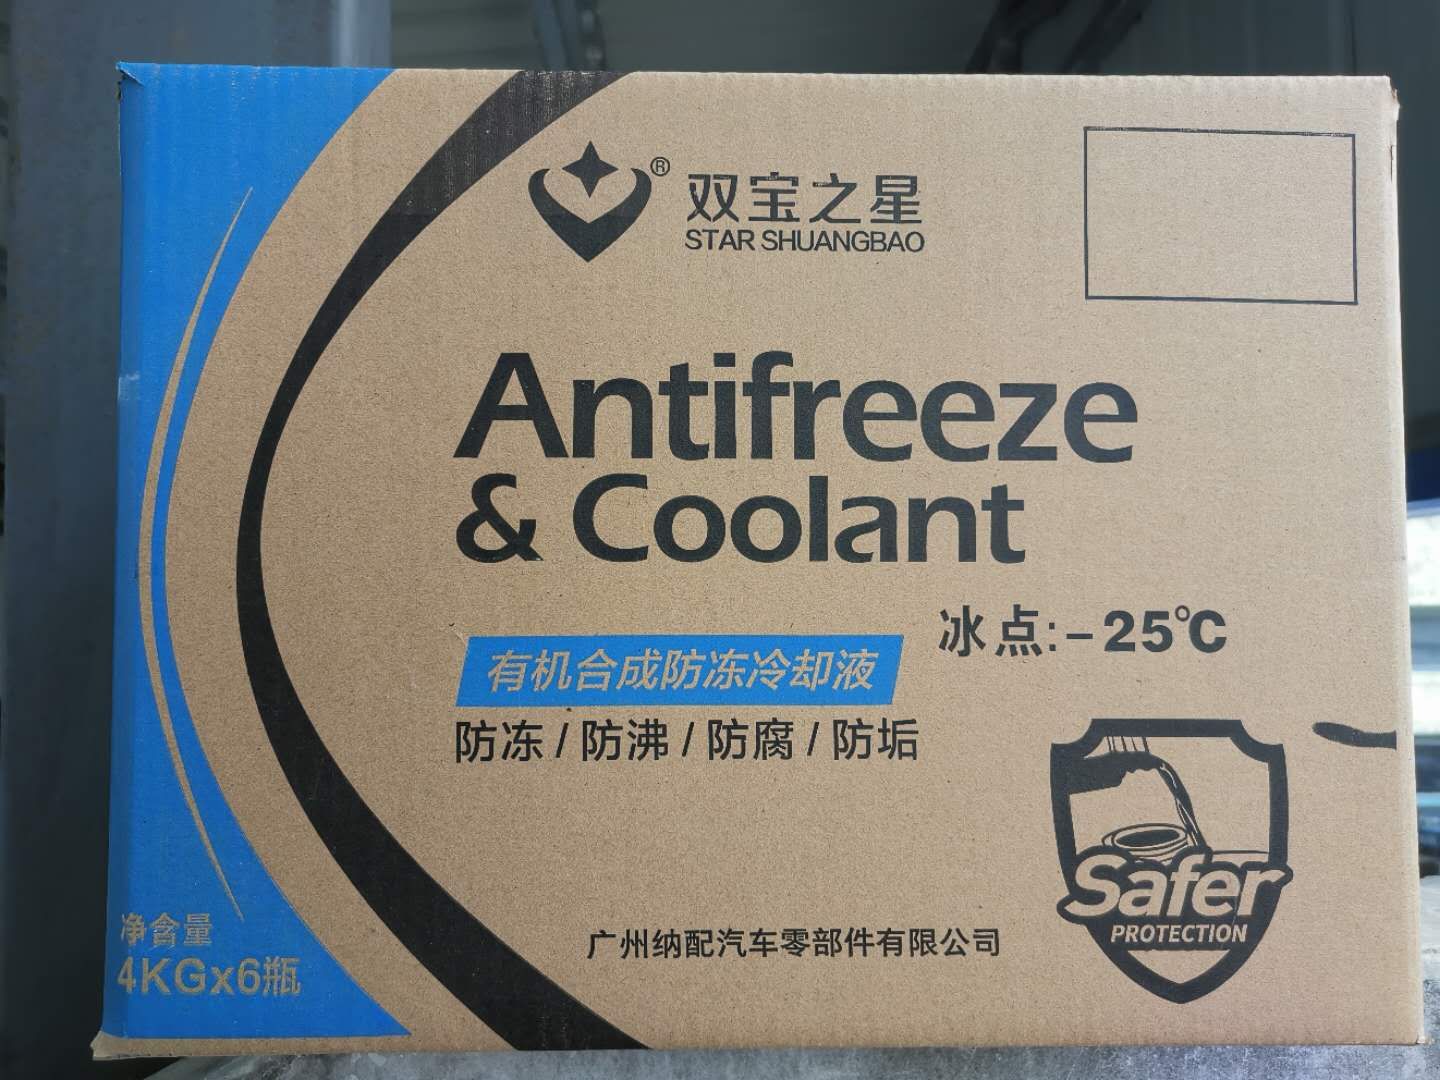 ®
双宝之星
STAR SHUANGBAO
Antifreeze
& Coolant
冰点:-25℃
有机合成防冻冷却液
防冻/防沸/防腐/防垢
Safer
PROTECTION
广州纳配汽车零部件有限公司
净含量
4KGx6瓶